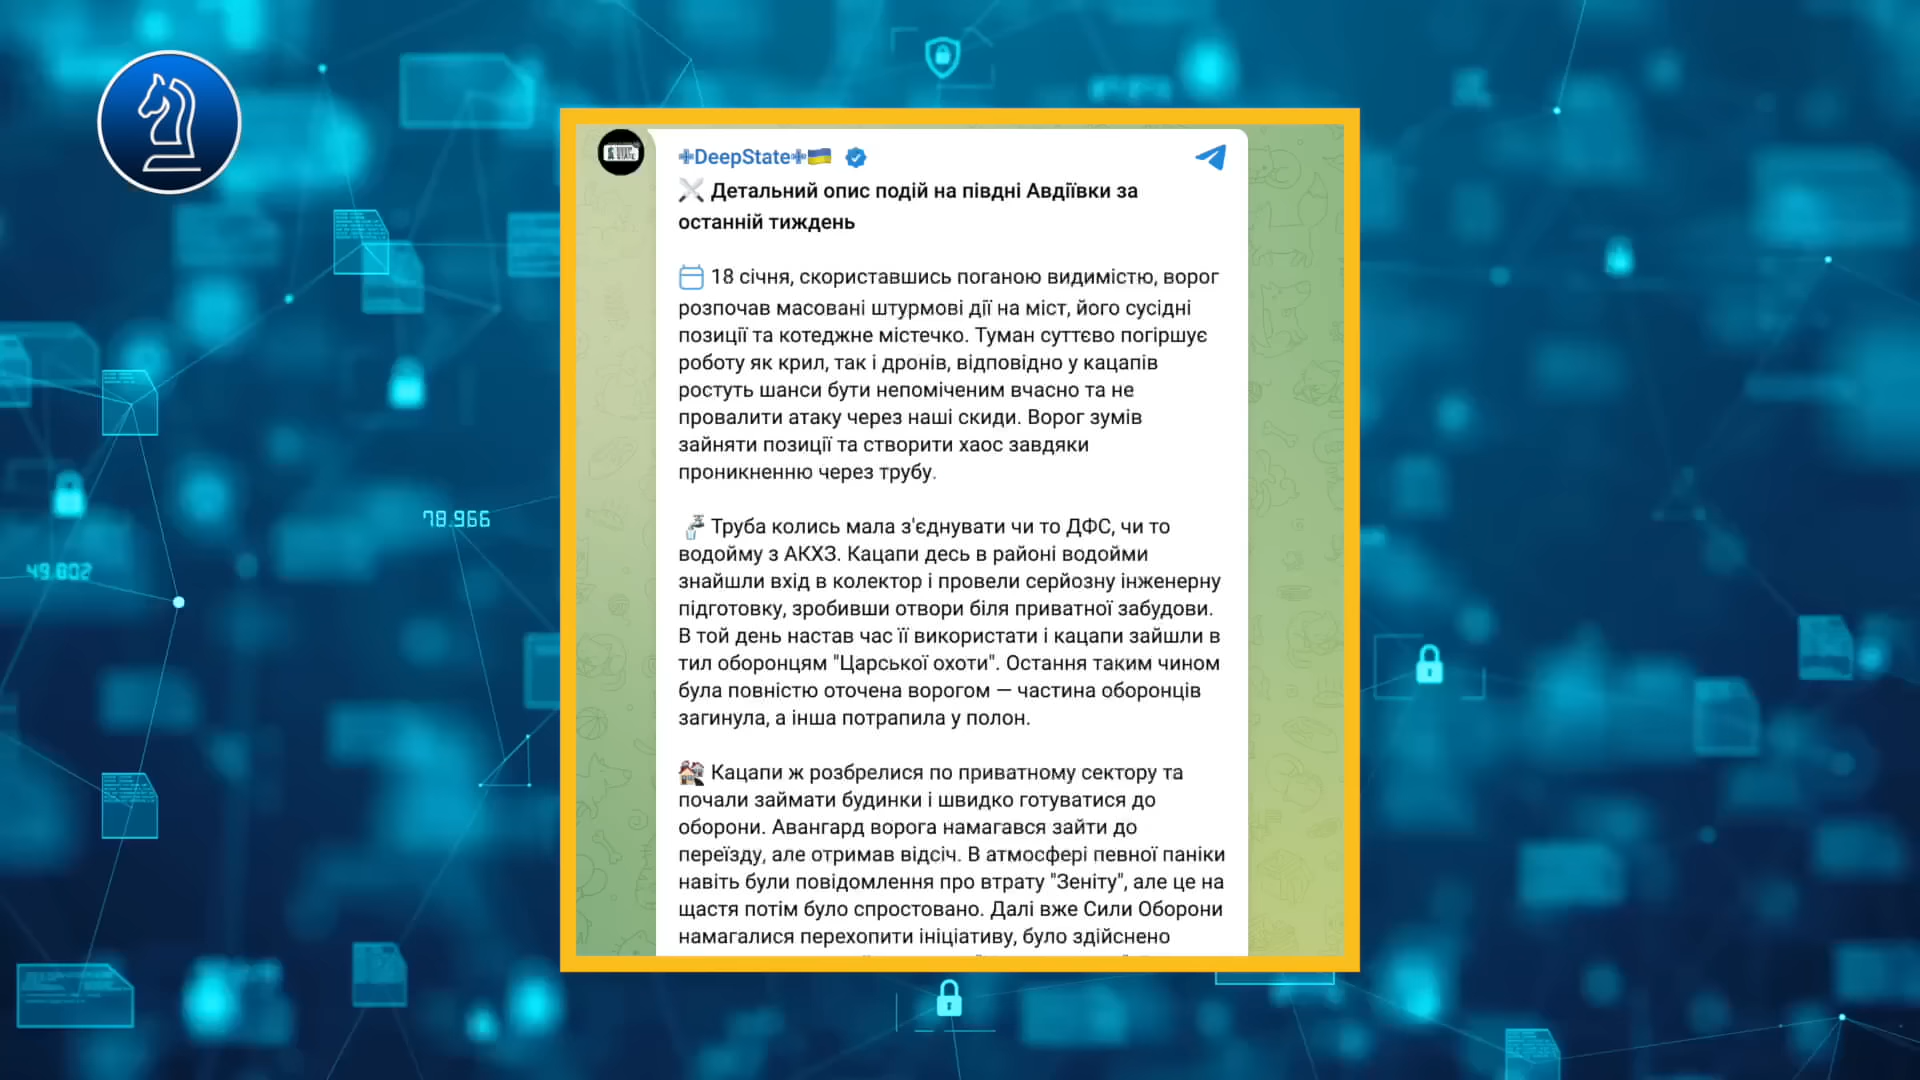 DeepState
Детальний опис подій на півдні Авдіївки за
останній тиждень
18 січня, скориставшись поганою видимістю, ворог
розпочав масовані штурмові дії на міст, його сусідні
позиції та котеджне містечко. Туман суттєво погіршує
роботу як крил, так і дронів, відповідно у кацапів
ростуть шанси бути непоміченим вчасно та не
провалити атаку через наші скиди. Ворог зумів
зайняти позиції та створити хаос завдяки
проникненню через трубу.
Труба колись мала з'єднувати чи то ДФС, чи то
водойму з АКХЗ. Кацапи десь в районі водойми
знайшли вхід в колектор і провели серйозну інженерну
підготовку, зробивши отвори біля приватної забудови.
В той день настав час її використати і кацапи зайшли в
тил оборонцям "Царської охоти". Остання таким чином
була повністю оточена ворогом — частина оборонців
загинула, а інша потрапила у полон.
Кацапи ж розбрелися по приватному сектору та
почали займати будинки і швидко готуватися до
оборони. Авангард ворога намагався зайти до
переїзду, але отримав відсіч. В атмосфері певної паніки
навіть були повідомлення про втрату "Зеніту", але це на
щастя потім було спростовано. Далі вже Сили Оборони
намагалися перехопити ініціативу, було здійснено
78.966
49.802